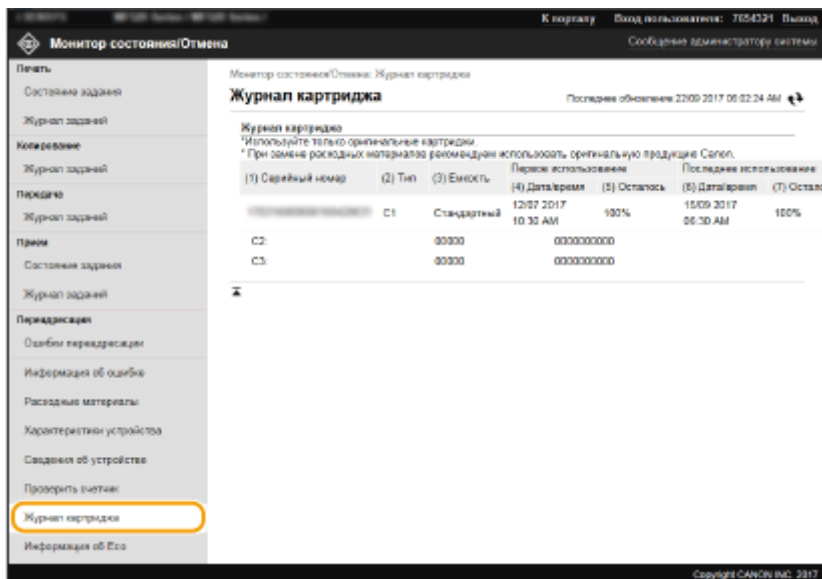 К порталу Вход пользователя: 7654321 Выход
Монитор состояния/Отмена Сообщение администратору системы
Печать
Состояние задания
Журнал заданий
Копирование
Журнал заданий
Передача
Журнал заданий
Прием
Состояние задания
Журнал заданий
Переадресация
Ошибки переадресации
Информация об ошибке
Расходные материалы
Характеристики устройства
Сведения об устройстве
Проверить счетчик
Журнал картриджа
Информация об Eco
Монитор состояния/Отмена: Журнал картриджа
Журнал картриджа Последнее обновление 22/09 2017 06:02:24 AM
Журнал картриджа
*Используйте только оригинальные картриджи.
* При замене расходных материалов рекомендуем использовать оригинальную продукцию Canon.
(1) Серийный номер (2) Тип (3) Емкость Первое использование Последнее использование
(4) Дата/время (5) Осталось (6) Дата/время (7) Остало
C1 Стандартный 12/07 2017 10:30 AM 100% 15/09 2017 06:30 AM 100%
C2: 00000 0000000000
C3: 00000 0000000000
Copyright CANON INC. 2017